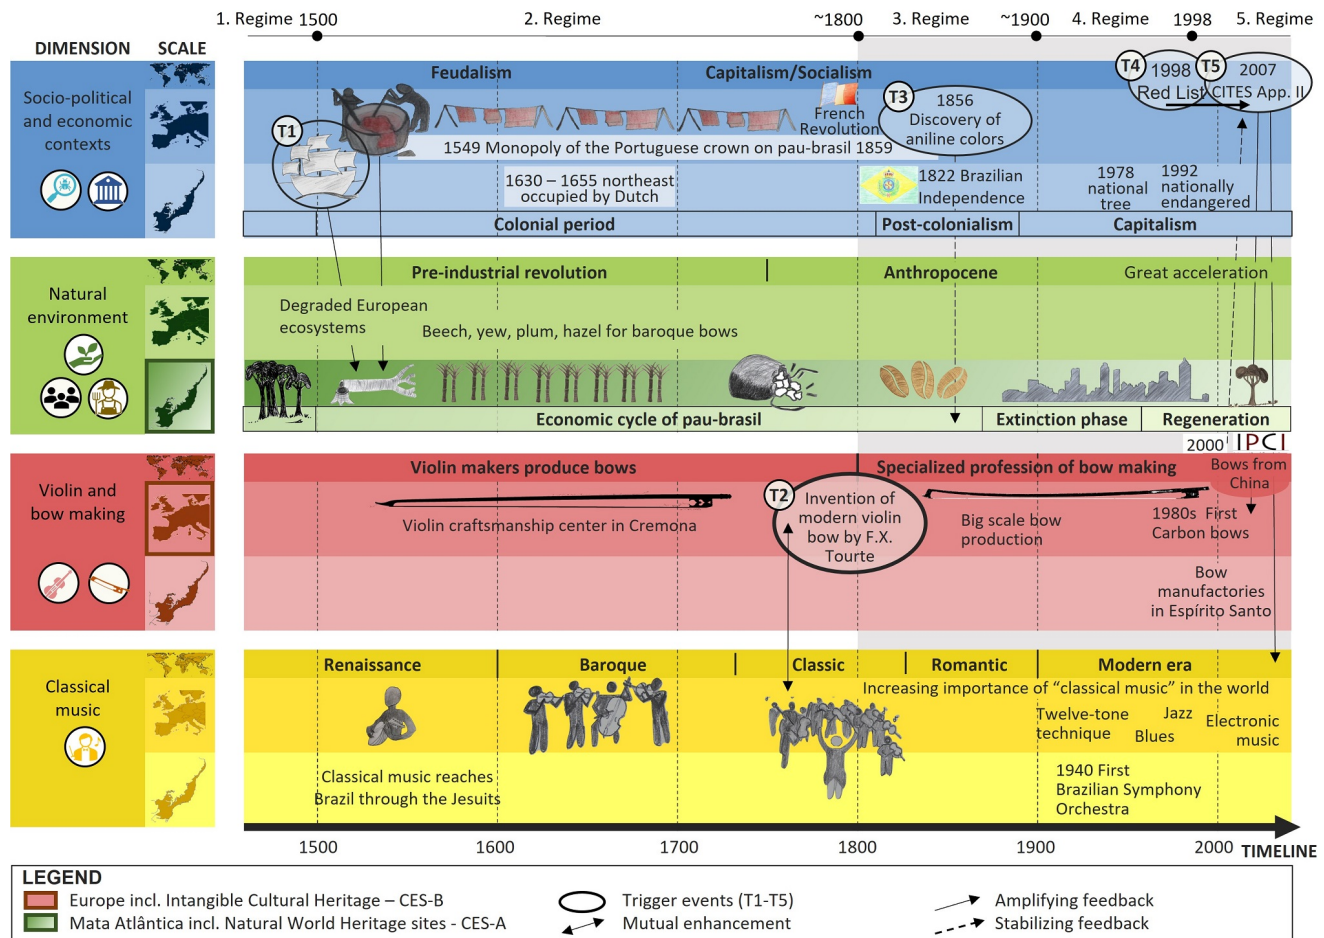 1. Regime 1500 2. Regime ~1800 3. Regime ~1900 4. Regime 1998 5. Regime
DIMENSION SCALE
Socio-political
and economic
contexts
Feudalism Capitalism/Socialism
T1
French
Revolution
T3
1856
Discovery of
aniline colors
T4 1998 T5 2007
Red List CITES App. II
1549 Monopoly of the Portuguese crown on pau-brasil 1859
1630 – 1655 northeast
occupied by Dutch
1822 Brazilian
Independence
1978
national
tree
1992
nationally
endangered
Colonial period Post-colonialism Capitalism
Natural
environment
Pre-industrial revolution Anthropocene Great acceleration
Degraded European
ecosystems
Beech, yew, plum, hazel for baroque bows
Economic cycle of pau-brasil Extinction phase Regeneration
2000 IPCI
Violin and
bow making
Violin makers produce bows Specialized profession of bow making
Bows from
China
Violin craftsmanship center in Cremona
T2
Invention of
modern violin
bow by F.X.
Tourte
Big scale bow
production
1980s First
Carbon bows
Bow
manufactories
in Espírito Santo
Classical
music
Renaissance Baroque Classic Romantic Modern era
Increasing importance of “classical music” in the world
Twelve-tone
technique
Jazz
Blues
Electronic
music
Classical music reaches
Brazil through the Jesuits
1940 First
Brazilian Symphony
Orchestra
1500 1600 1700 1800 1900 2000 TIMELINE
LEGEND
Europe incl. Intangible Cultural Heritage – CES-B
Mata Atlântica incl. Natural World Heritage sites - CES-A
Trigger events (T1-T5)
Mutual enhancement
Amplifying feedback
Stabilizing feedback